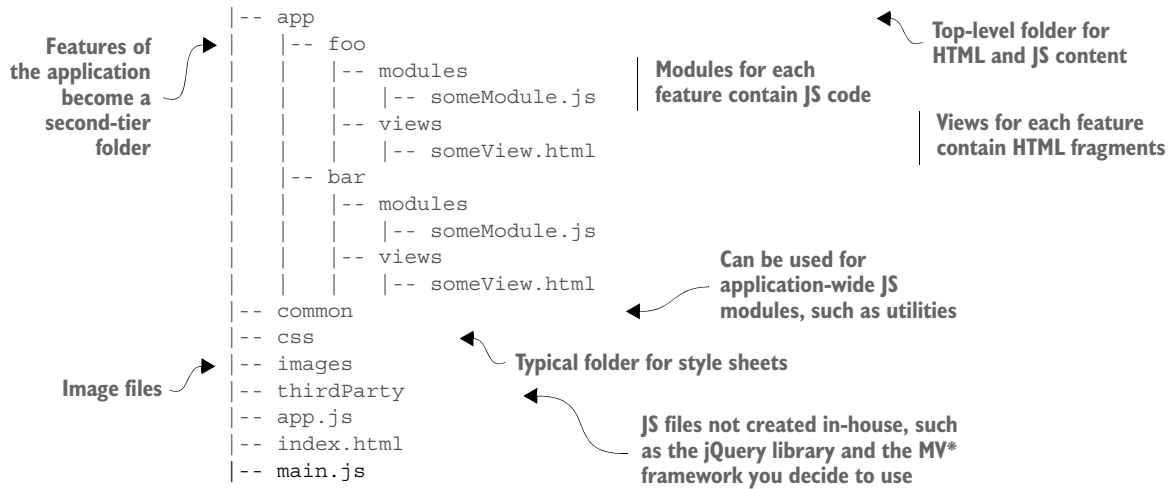 |-- app
|   |-- foo
|   |   |-- modules
|   |   |   |-- someModule.js
|   |   |-- views
|   |   |   |-- someView.html
|   |-- bar
|   |   |-- modules
|   |   |   |-- someModule.js
|   |   |-- views
|   |   |   |-- someView.html
|-- common
|-- css
|-- images
|-- thirdParty
|-- app.js
|-- index.html
|-- main.js
Features of
the application
become a
second-tier
folder
Image files
Top-level folder for
HTML and JS content
Modules for each
feature contain JS code
Views for each feature
contain HTML fragments
Can be used for
application-wide JS
modules, such as utilities
Typical folder for style sheets
JS files not created in-house, such
as the jQuery library and the MV*
framework you decide to use